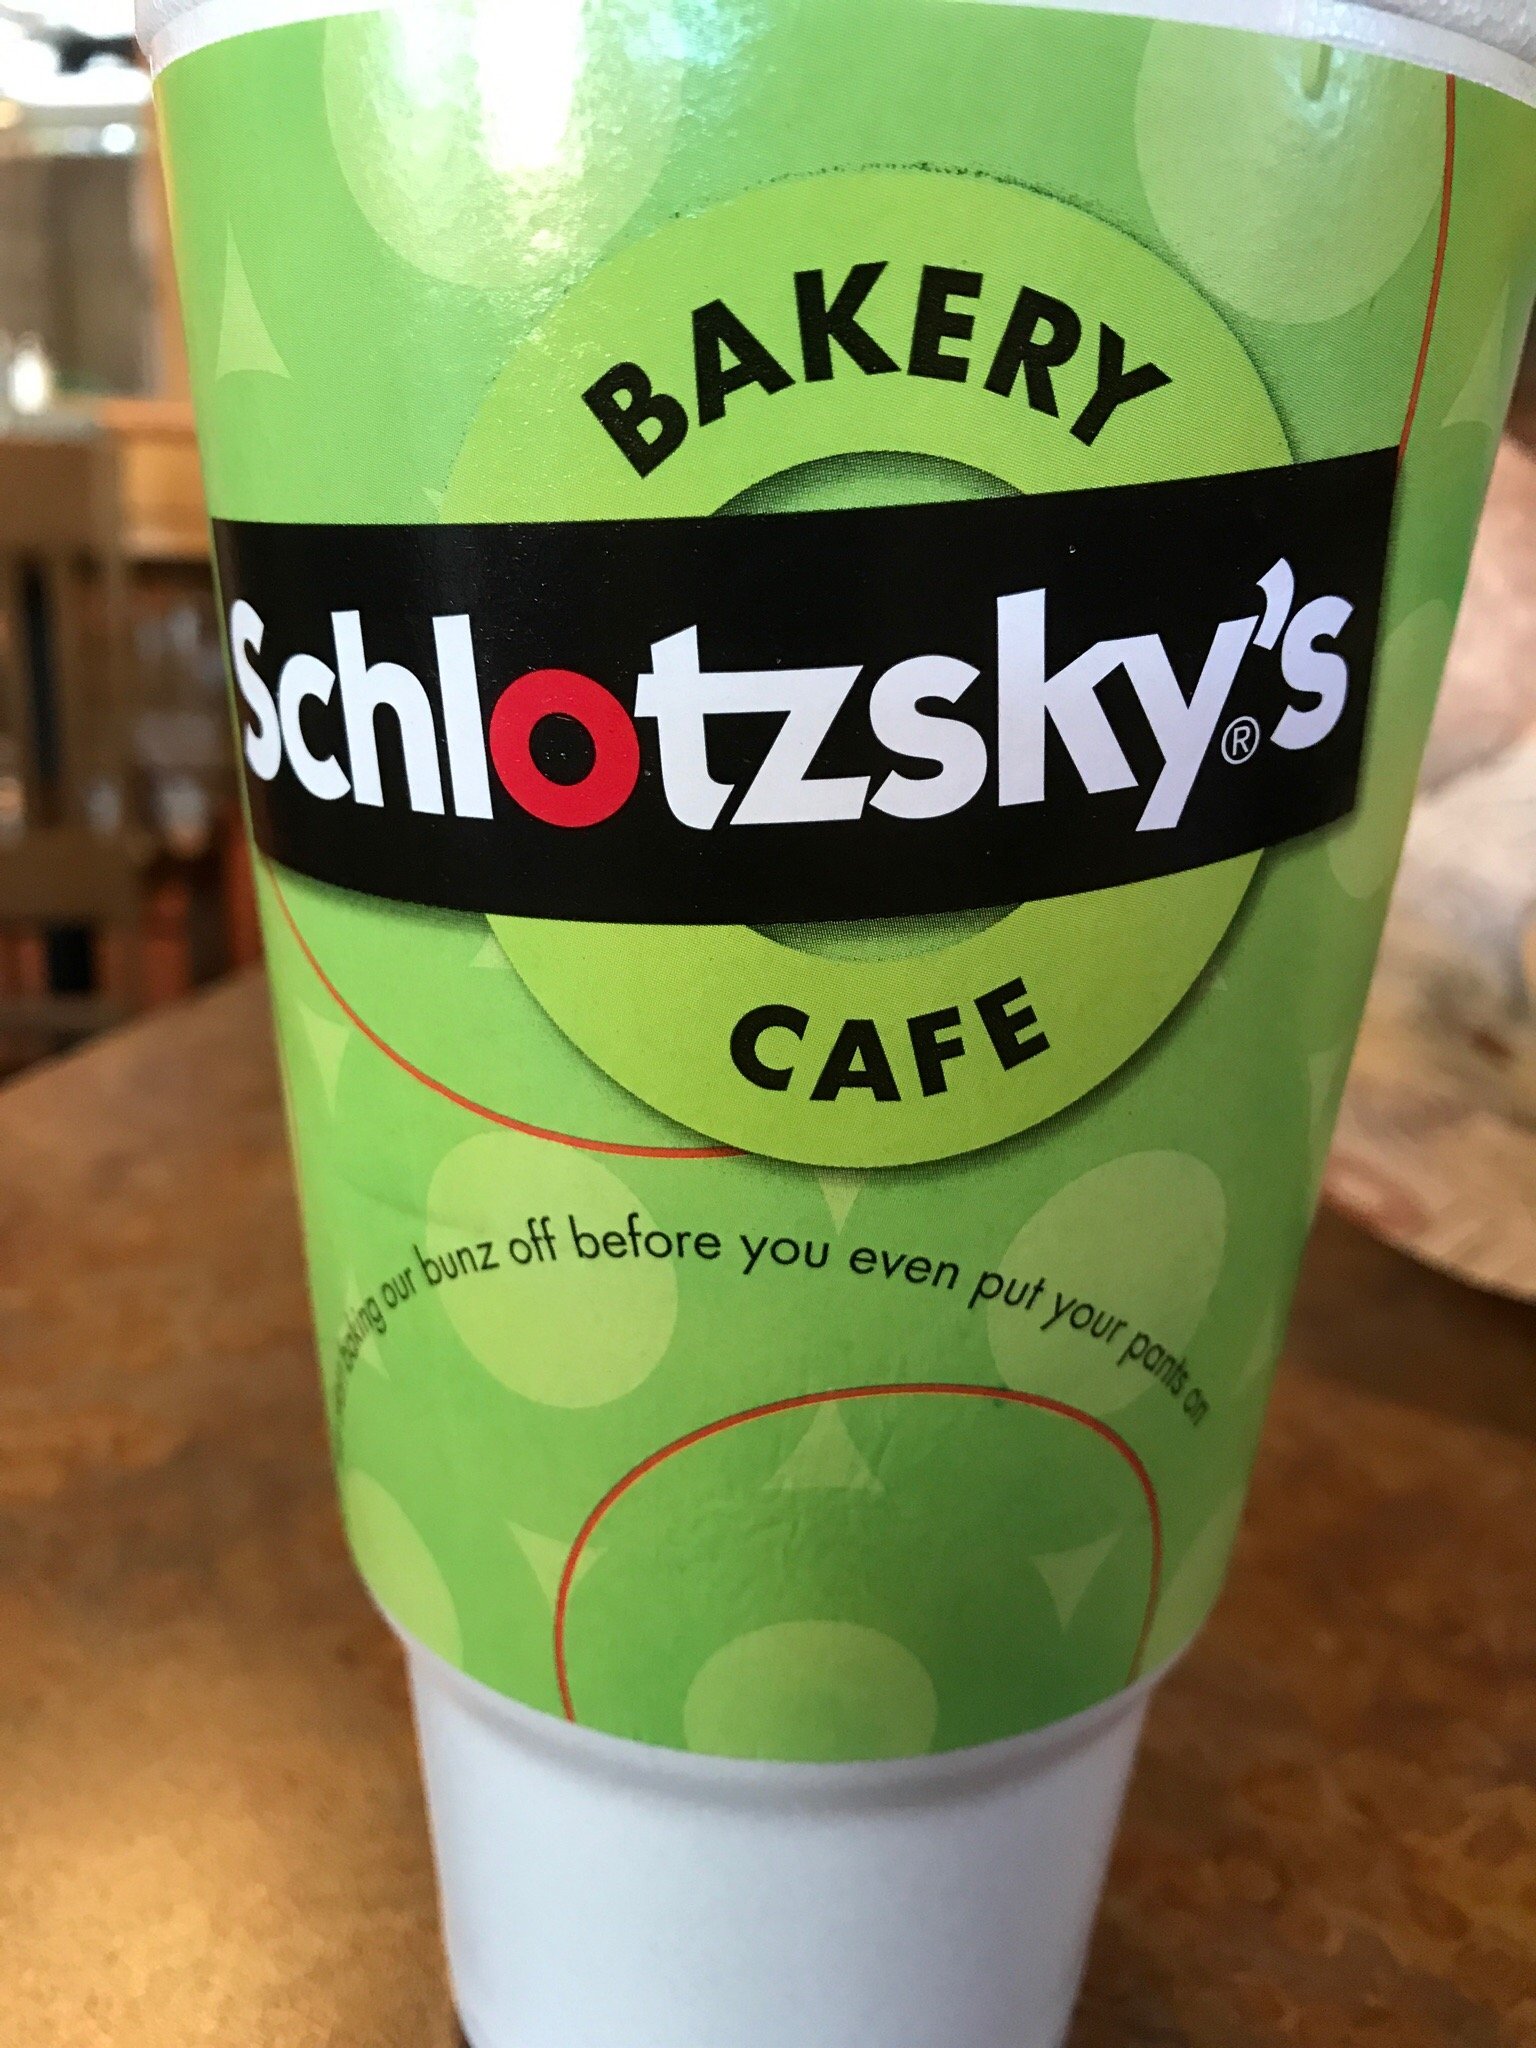 BAKERY
Schlotzsky's®
CAFE
baking our bunz off before you even put your pants on